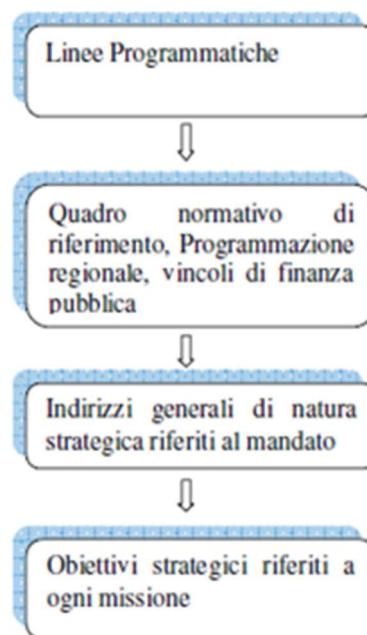 Linee Programmatiche
Quadro normativo di
riferimento, Programmazione
regionale, vincoli di finanza
pubblica
Indirizzi generali di natura
strategica riferiti al mandato
Obiettivi strategici riferiti a
ogni missione